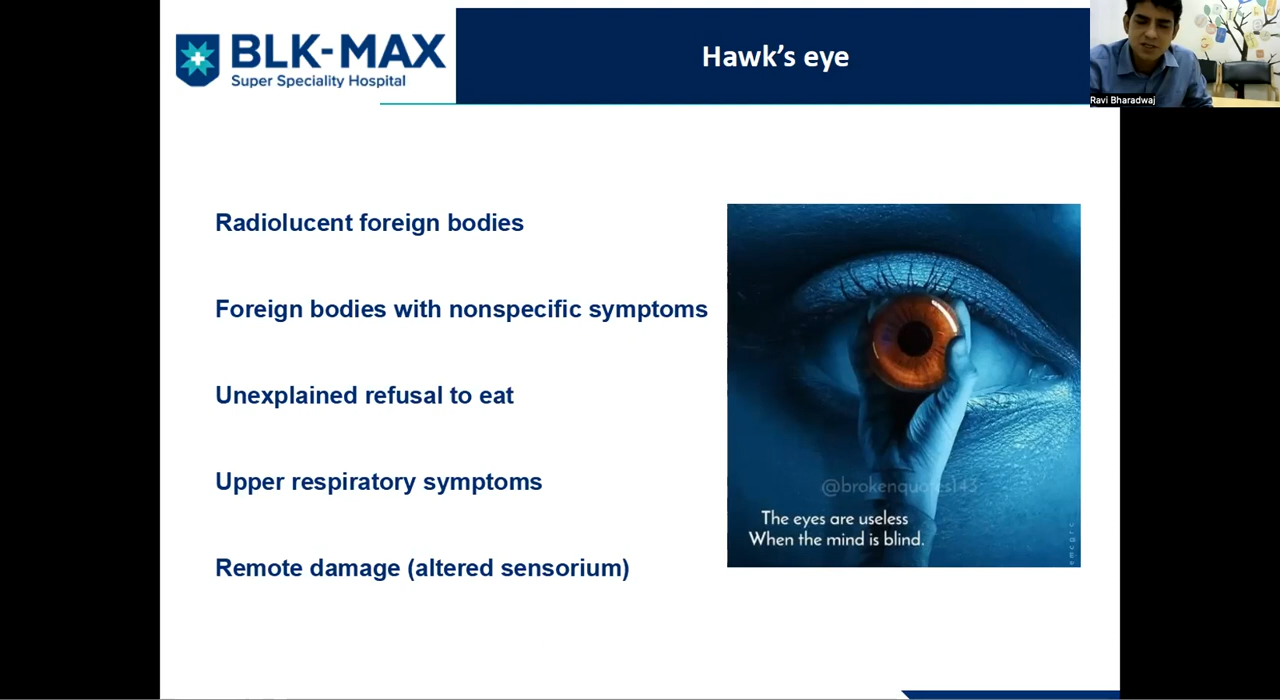 BLK-MAX
Super Speciality Hospital
Hawk's eye
Ravi Bharadwaj
Radiolucent foreign bodies
Foreign bodies with nonspecific symptoms
Unexplained refusal to eat
Upper respiratory symptoms
Remote damage (altered sensorium)
@brokenquotes143
The eyes are useless
When the mind is blind.